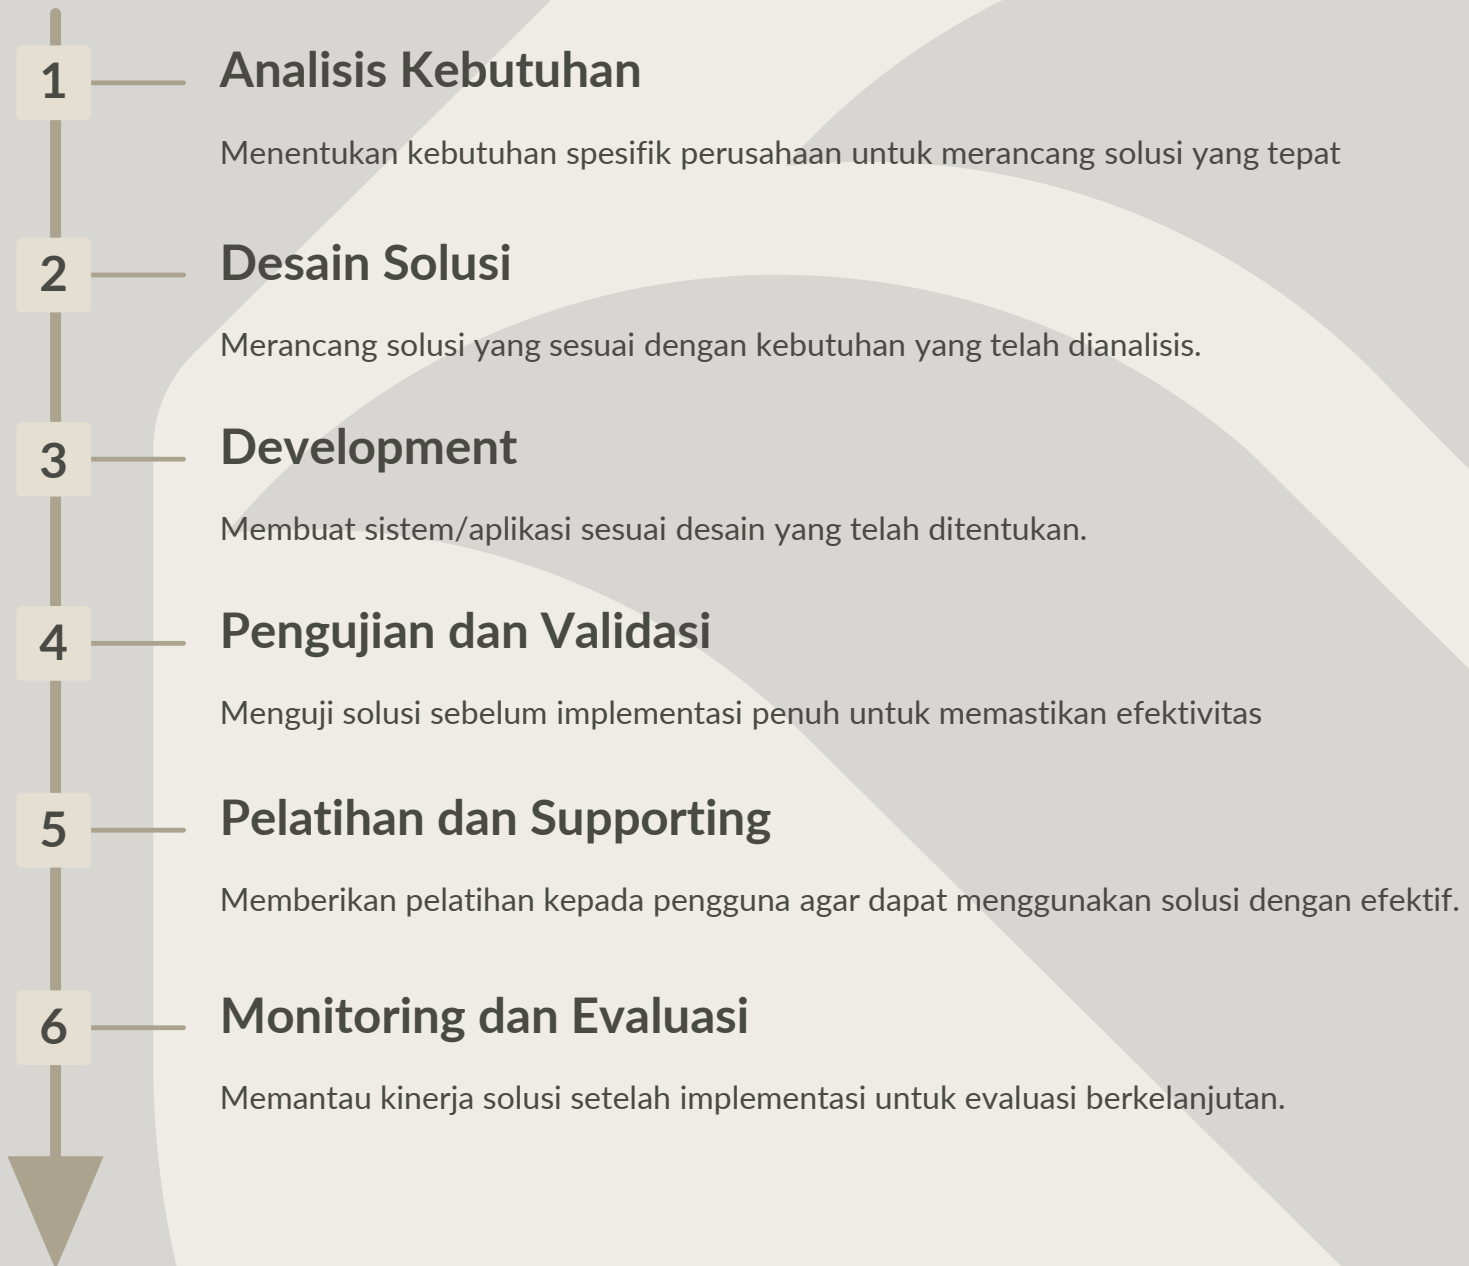 1
Analisis Kebutuhan
Menentukan kebutuhan spesifik perusahaan untuk merancang solusi yang tepat
2
Desain Solusi
Merancang solusi yang sesuai dengan kebutuhan yang telah dianalisis.
3
Development
Membuat sistem/aplikasi sesuai desain yang telah ditentukan.
4
Pengujian dan Validasi
Menguji solusi sebelum implementasi penuh untuk memastikan efektivitas
5
Pelatihan dan Supporting
Memberikan pelatihan kepada pengguna agar dapat menggunakan solusi dengan efektif.
6
Monitoring dan Evaluasi
Memantau kinerja solusi setelah implementasi untuk evaluasi berkelanjutan.